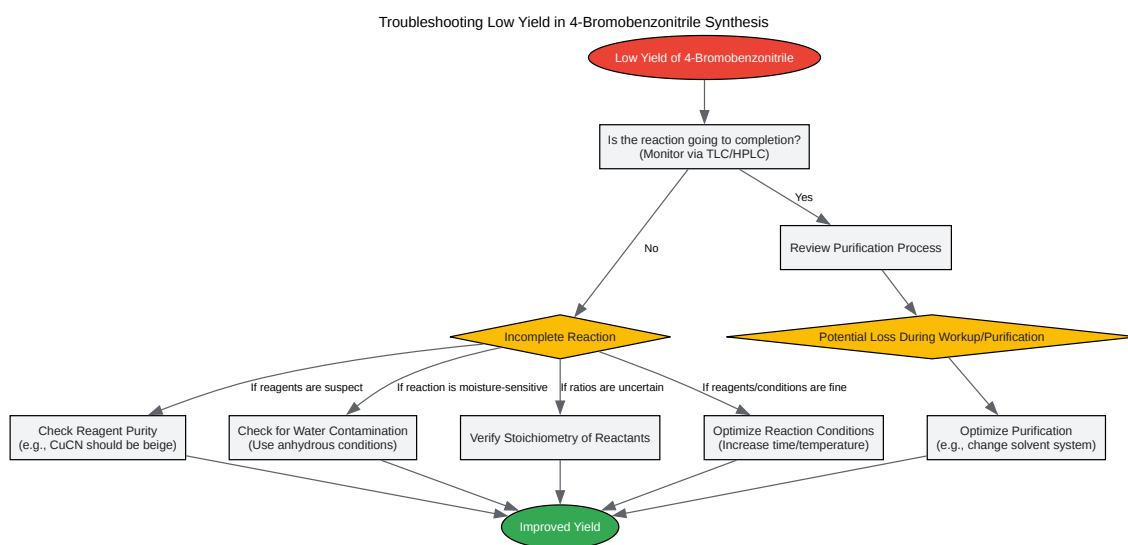 Troubleshooting Low Yield in 4-Bromobenzonitrile Synthesis
Low Yield of 4-Bromobenzonitrile
Is the reaction going to completion?
(Monitor via TLC/HPLC)
Yes
No
Review Purification Process
Incomplete Reaction
Potential Loss During Workup/Purification
If reagents are suspect
If reaction is moisture-sensitive
If ratios are uncertain
If reagents/conditions are fine
Check Reagent Purity
(e.g., CuCN should be beige)
Check for Water Contamination
(Use anhydrous conditions)
Verify Stoichiometry of Reactants
Optimize Reaction Conditions
(Increase time/temperature)
Optimize Purification
(e.g., change solvent system)
Improved Yield